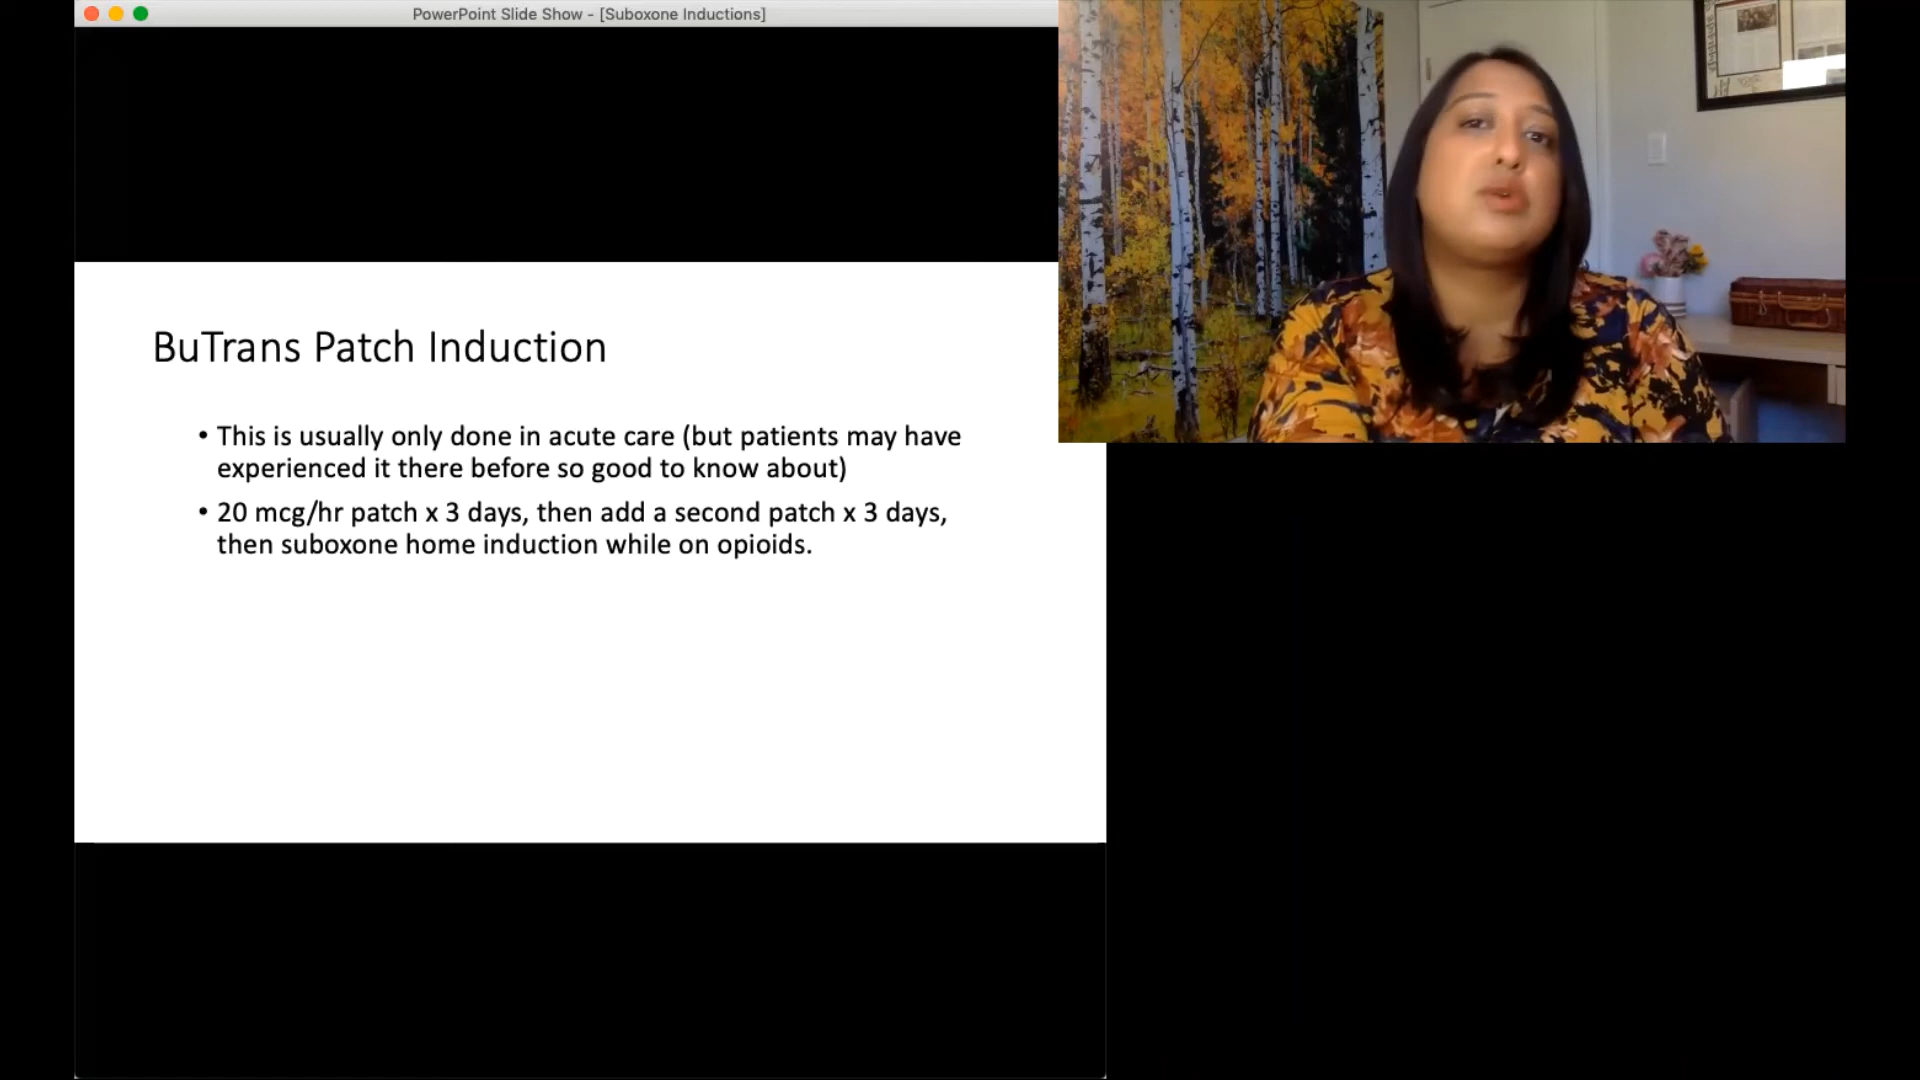 PowerPoint Slide Show - [Suboxone Inductions]
BuTrans Patch Induction
• This is usually only done in acute care (but patients may have
experienced it there before so good to know about)
• 20 mcg/hr patch x 3 days, then add a second patch x 3 days,
then suboxone home induction while on opioids.